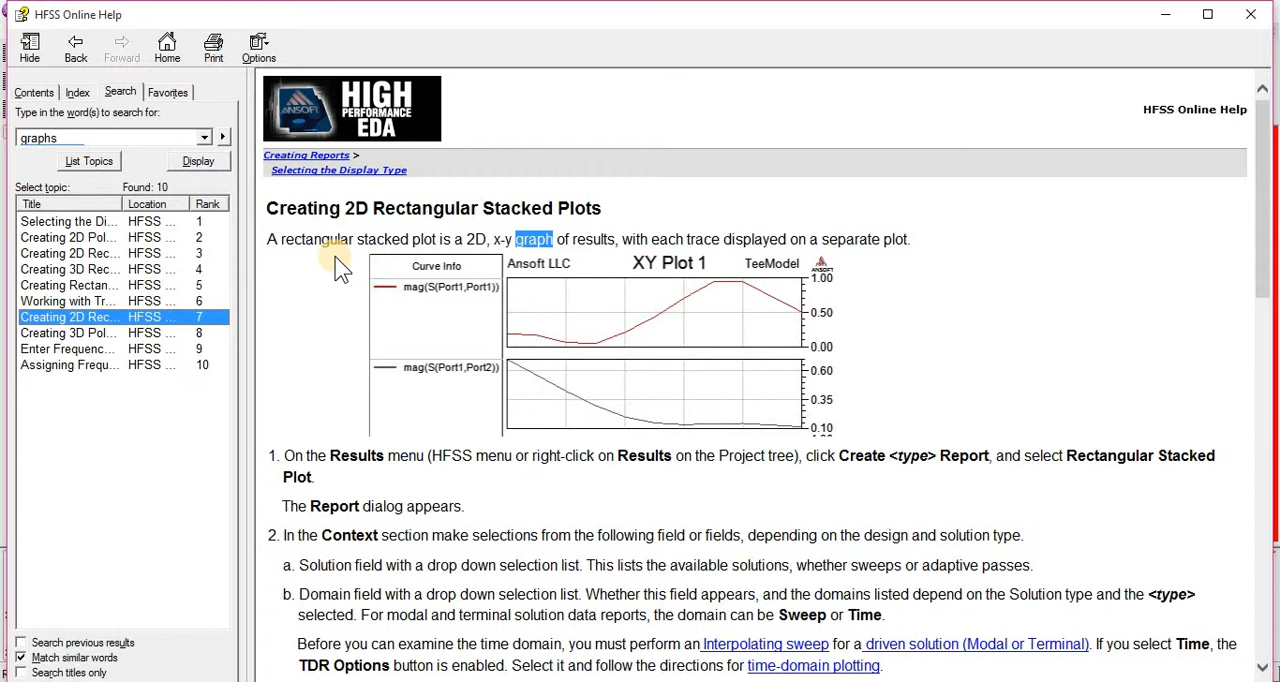 HFSS Online Help
Hide
Back
Forward
Home
Print
Options
Contents
Index
Search
Favorites
Type in the word(s) to search for:
graphs
List Topics
Display
Select topic:
Found: 10
Title
Location
Rank
Selecting the Di... HFSS ... 1
Creating 2D Pol... HFSS ... 2
Creating 2D Rec... HFSS ... 3
Creating 3D Rec... HFSS ... 4
Creating Rectan... HFSS ... 5
Working with Tr... HFSS ... 6
Creating 2D Rec... HFSS ... 7
Creating 3D Pol... HFSS ... 8
Enter Frequenc... HFSS ... 9
Assigning Frequ... HFSS ... 10
Search previous results
Match similar words
Search titles only
ANSOFT
HIGH
PERFORMANCE
EDA
HFSS Online Help
Creating Reports >
Selecting the Display Type
Creating 2D Rectangular Stacked Plots
A rectangular stacked plot is a 2D, x-y graph of results, with each trace displayed on a separate plot.
Curve Info
Ansoft LLC
XY Plot 1
TeeModel
ANSOFT
mag(S(Port1,Port1))
1.00
0.50
0.00
mag(S(Port1,Port2))
0.60
0.35
0.10
1. On the Results menu (HFSS menu or right-click on Results on the Project tree), click Create <type> Report, and select Rectangular Stacked
Plot.
The Report dialog appears.
2. In the Context section make selections from the following field or fields, depending on the design and solution type.
a. Solution field with a drop down selection list. This lists the available solutions, whether sweeps or adaptive passes.
b. Domain field with a drop down selection list. Whether this field appears, and the domains listed depend on the Solution type and the <type>
selected. For modal and terminal solution data reports, the domain can be Sweep or Time.
Before you can examine the time domain, you must perform an Interpolating sweep for a driven solution (Modal or Terminal). If you select Time, the
TDR Options button is enabled. Select it and follow the directions for time-domain plotting.